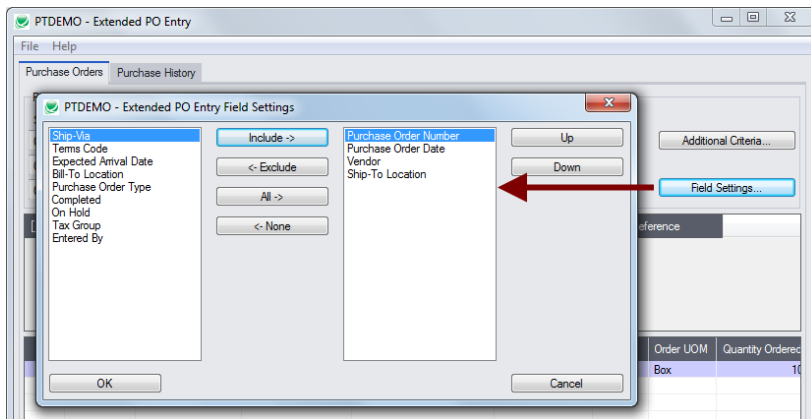 PTDEMO - Extended PO Entry
File Help
Purchase Orders Purchase History
PTDEMO - Extended PO Entry Field Settings
Ship-Via
Terms Code
Expected Arrival Date
Bill-To Location
Purchase Order Type
Completed
On Hold
Tax Group
Entered By
Include ->
<- Exclude
All ->
<- None
Purchase Order Number
Purchase Order Date
Vendor
Ship-To Location
Up
Down
OK
Cancel
Additional Criteria...
Field Settings...
eference
Order UOM Quantity Ordered
Box 10